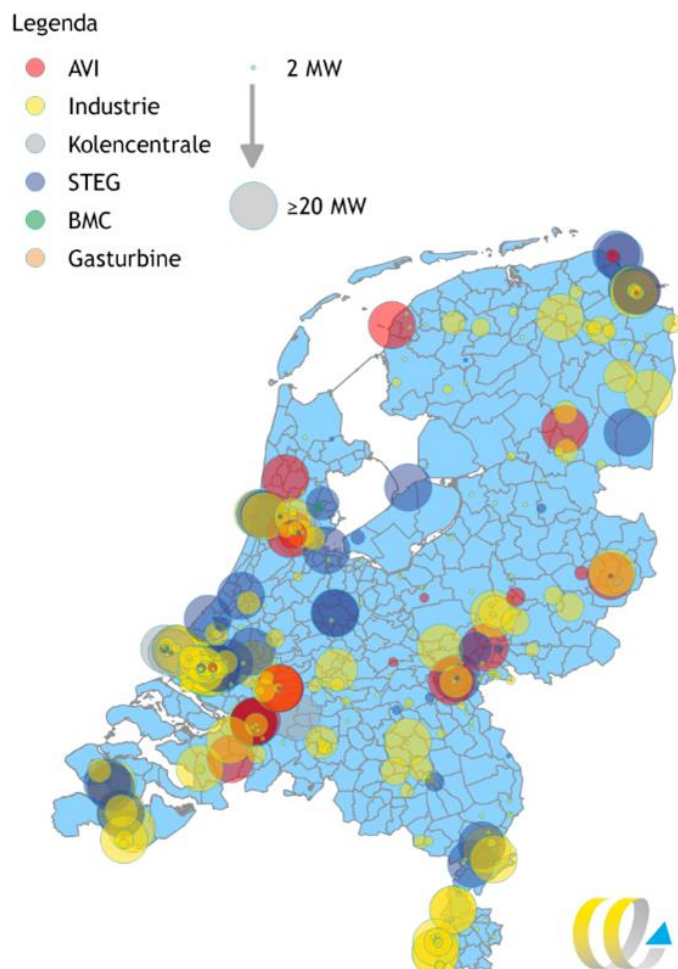 Legenda
AVI
2 MW
Industrie
Kolencentrale
STEG
≥20 MW
BMC
Gasturbine